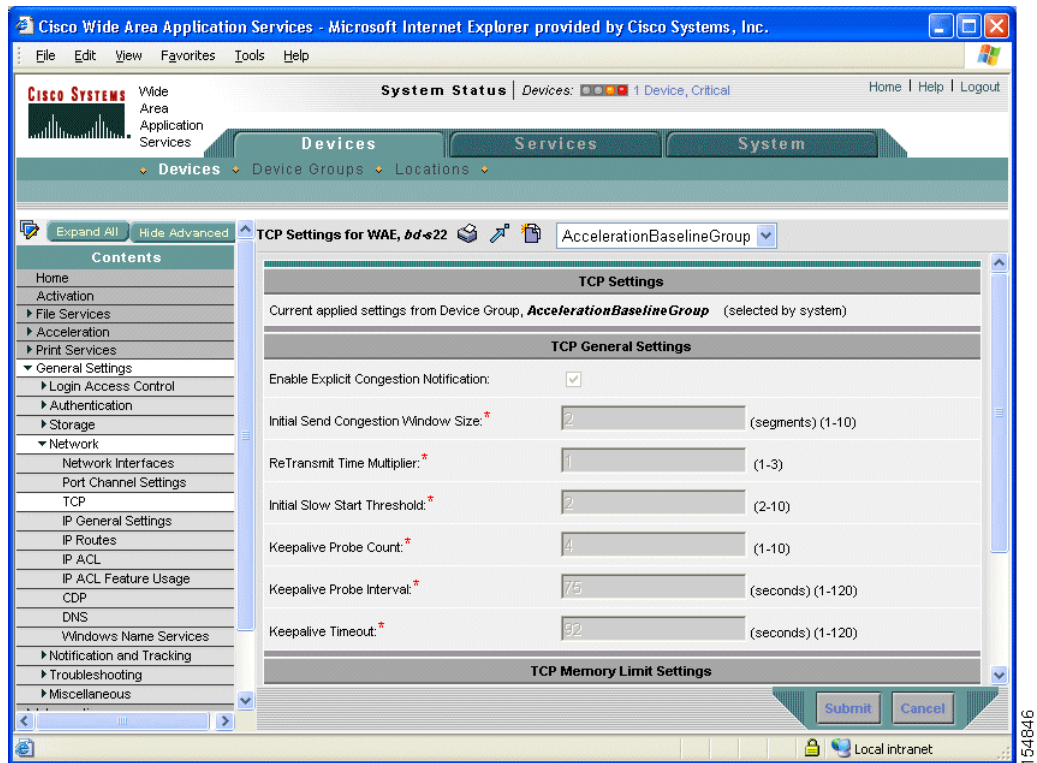 Cisco Wide Area Application Services - Microsoft Internet Explorer provided by Cisco Systems, Inc.
File Edit View Favorites Tools Help
CISCO SYSTEMS
Wide
Area
Application
Services
System Status | Devices: 1 Device, Critical
Home | Help | Logout
Devices Services System
Devices Device Groups Locations
Expand All Hide Advanced
Contents
Home
Activation
File Services
Acceleration
Print Services
General Settings
Login Access Control
Authentication
Storage
Network
Network Interfaces
Port Channel Settings
TCP
IP General Settings
IP Routes
IP ACL
IP ACL Feature Usage
CDP
DNS
Windows Name Services
Notification and Tracking
Troubleshooting
Miscellaneous
TCP Settings for WAE, bd-s22 AccelerationBaselineGroup
TCP Settings
Current applied settings from Device Group, AccelerationBaselineGroup (selected by system)
TCP General Settings
Enable Explicit Congestion Notification:
Initial Send Congestion Window Size:* 2 (segments) (1-10)
ReTransmit Time Multiplier:* 1 (1-3)
Initial Slow Start Threshold:* 2 (2-10)
Keepalive Probe Count:* 4 (1-10)
Keepalive Probe Interval:* 75 (seconds) (1-120)
Keepalive Timeout:* 92 (seconds) (1-120)
TCP Memory Limit Settings
Submit Cancel
Local intranet
154846